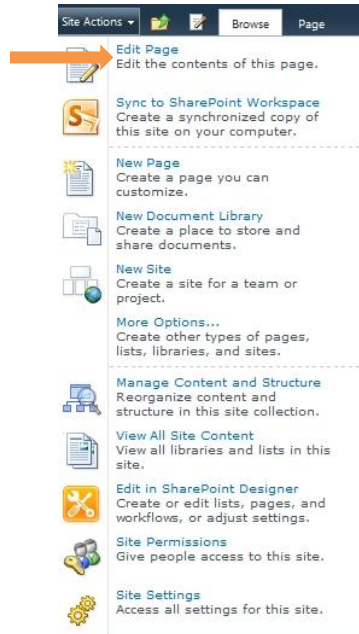 Site Actions Browse Page
Edit Page
Edit the contents of this page.
Sync to SharePoint Workspace
Create a synchronized copy of
this site on your computer.
New Page
Create a page you can
customize.
New Document Library
Create a place to store and
share documents.
New Site
Create a site for a team or
project.
More Options...
Create other types of pages,
lists, libraries, and sites.
Manage Content and Structure
Reorganize content and
structure in this site collection.
View All Site Content
View all libraries and lists in this
site.
Edit in SharePoint Designer
Create or edit lists, pages, and
workflows, or adjust settings.
Site Permissions
Give people access to this site.
Site Settings
Access all settings for this site.